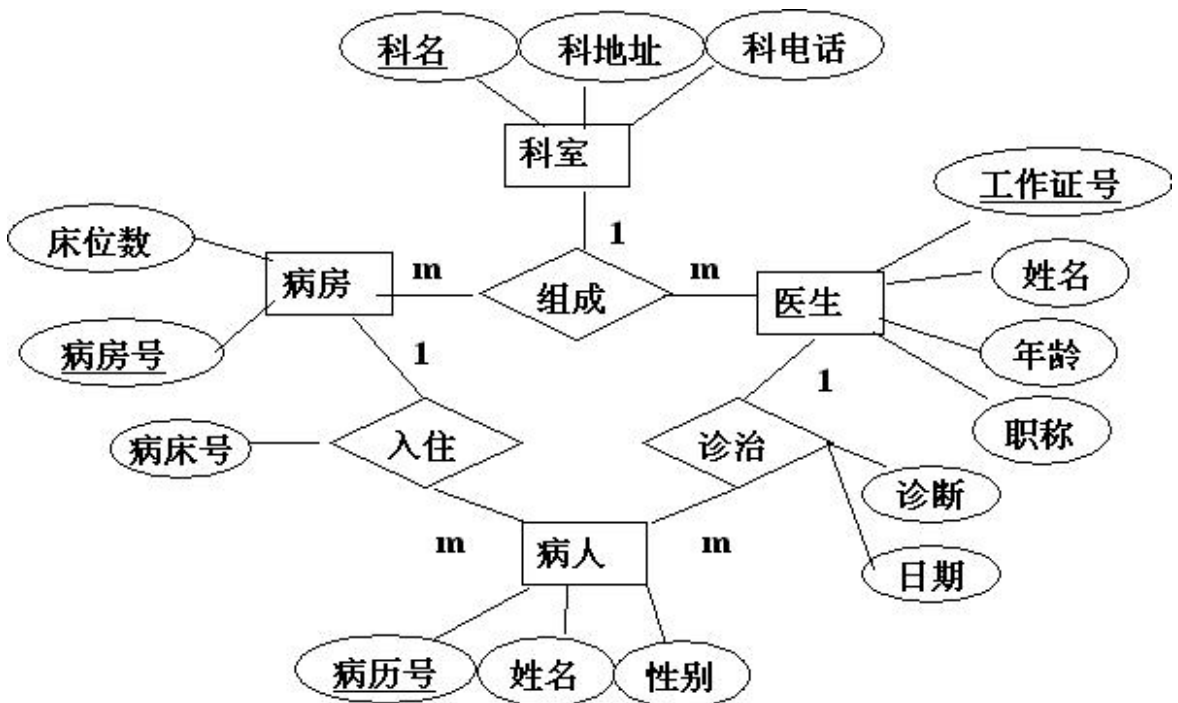 科名 科地址 科电话
科室
工作证号
床位数
1
病房 m 组成 m 医生
姓名
病房号
1
1
年龄
病床号 入住 诊治 职称
诊断
m 病人 m
日期
病历号 姓名 性别